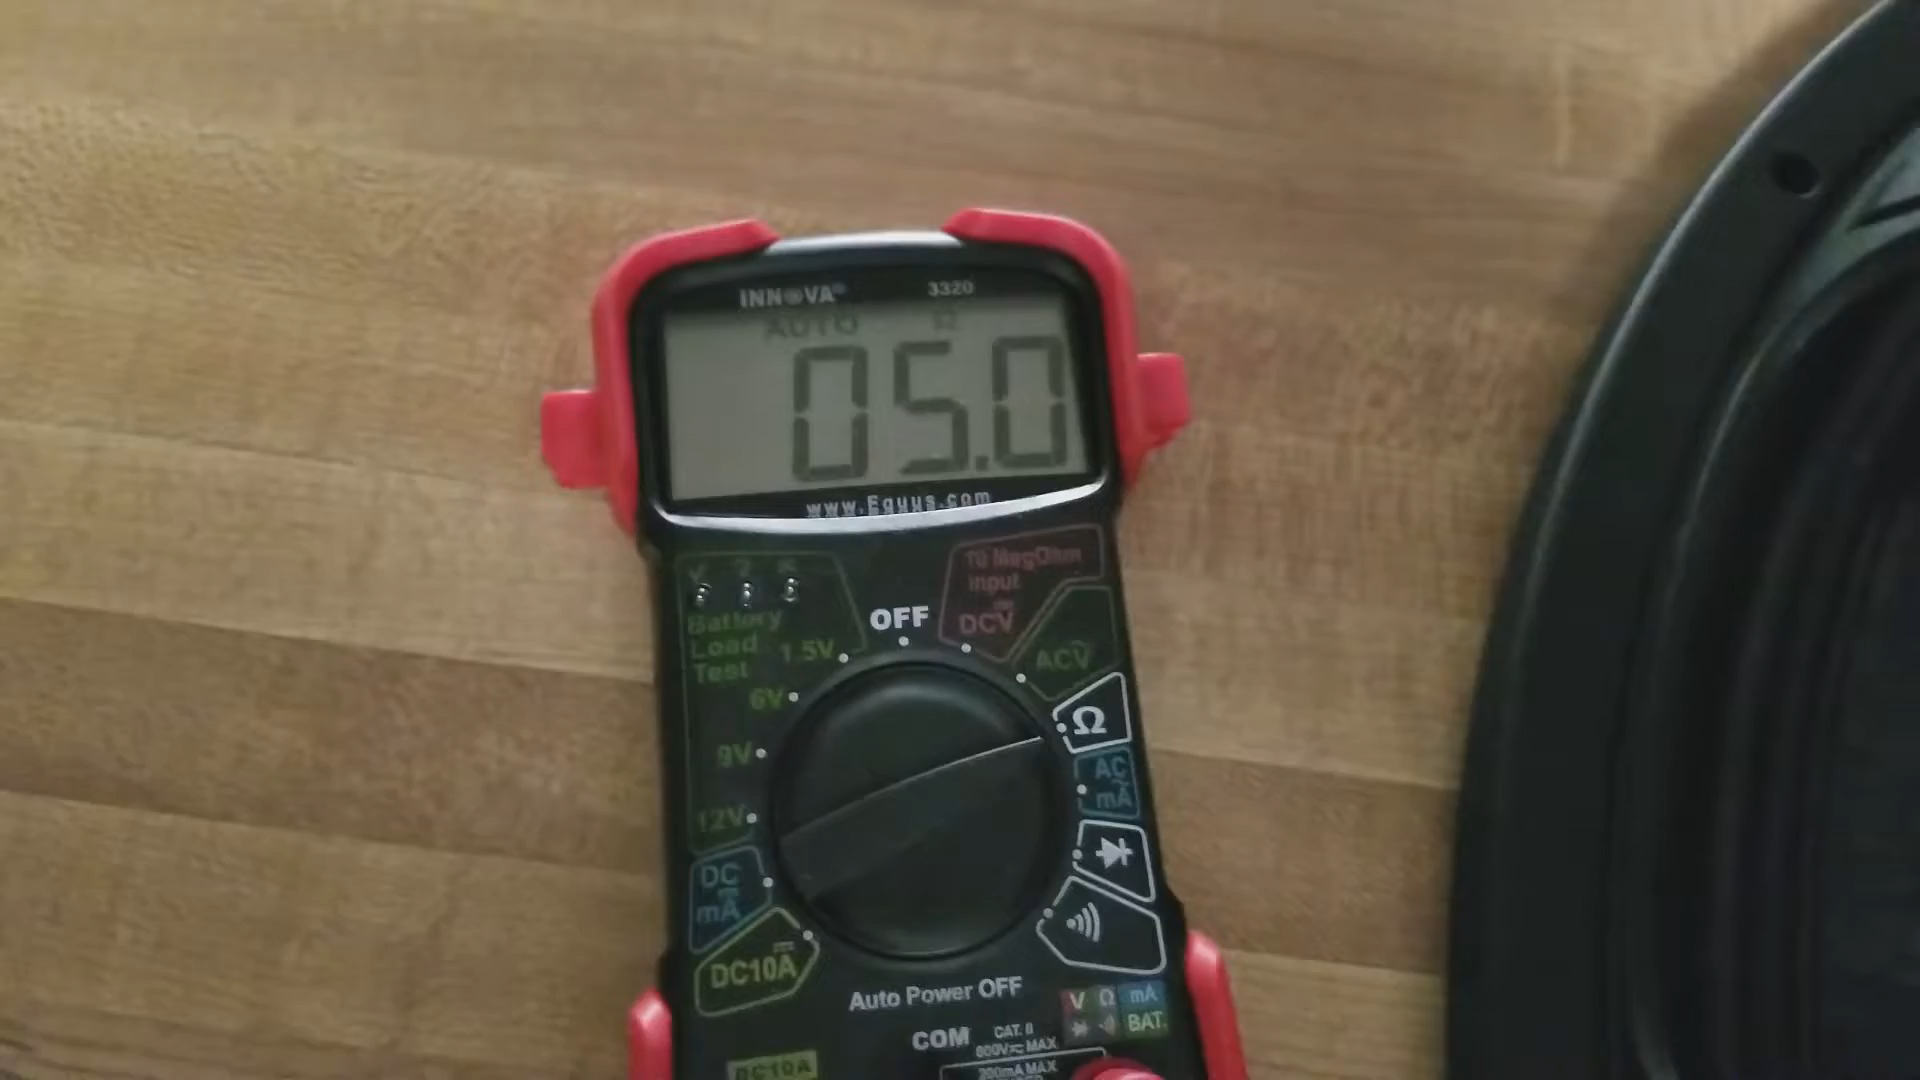 INNOVA 3320
AUTO Ω
05.0
www.Equus.com
10 MegOhm
input
OFF
DCV
Battery
Load
Test
1.5V
ACV
6V
Ω
9V
AC
mA
12V
DC
mA
DC10A
Auto Power OFF
V Ω mA
BAT.
COM
CAT. II
600V MAX
200mA MAX
DC10A